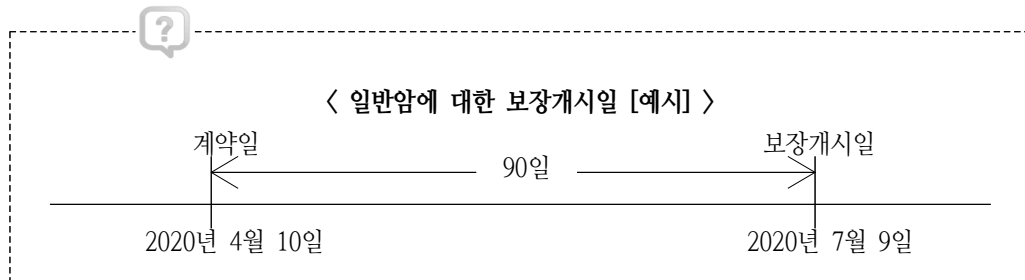 ?
〈 일반암에 대한 보장개시일 [예시] 〉
계약일 보장개시일
90일
2020년 4월 10일 2020년 7월 9일